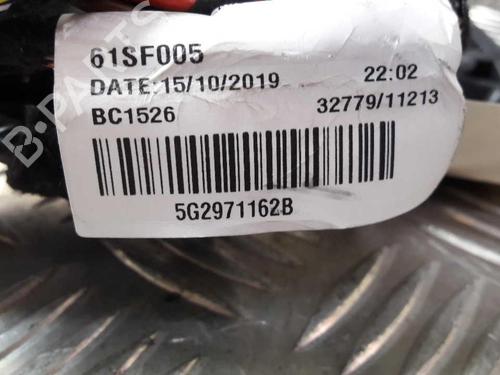 61SF005
DATE:15/10/2019 22:02
BC1526 32779/11213
5G2971162B
B-PARTS